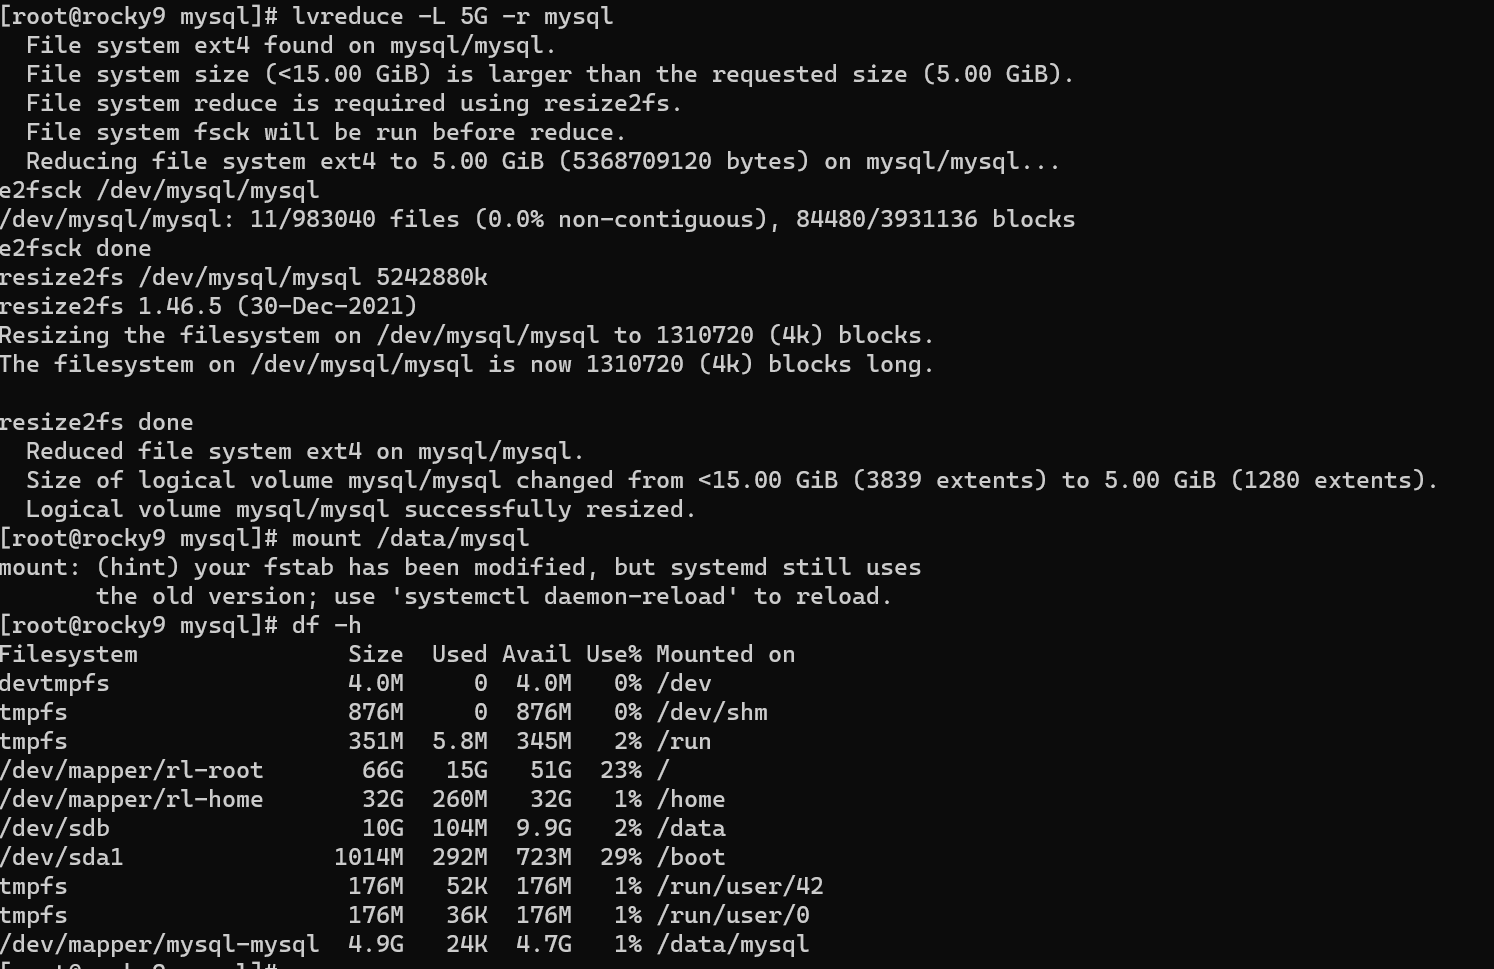 [root@rocky9 mysql]# lvreduce -L 5G -r mysql
  File system ext4 found on mysql/mysql.
  File system size (<15.00 GiB) is larger than the requested size (5.00 GiB).
  File system reduce is required using resize2fs.
  File system fsck will be run before reduce.
  Reducing file system ext4 to 5.00 GiB (5368709120 bytes) on mysql/mysql...
e2fsck /dev/mysql/mysql
/dev/mysql/mysql: 11/983040 files (0.0% non-contiguous), 84480/3931136 blocks
e2fsck done
resize2fs /dev/mysql/mysql 5242880k
resize2fs 1.46.5 (30-Dec-2021)
Resizing the filesystem on /dev/mysql/mysql to 1310720 (4k) blocks.
The filesystem on /dev/mysql/mysql is now 1310720 (4k) blocks long.

resize2fs done
  Reduced file system ext4 on mysql/mysql.
  Size of logical volume mysql/mysql changed from <15.00 GiB (3839 extents) to 5.00 GiB (1280 extents).
  Logical volume mysql/mysql successfully resized.
[root@rocky9 mysql]# mount /data/mysql
mount: (hint) your fstab has been modified, but systemd still uses
       the old version; use 'systemctl daemon-reload' to reload.
[root@rocky9 mysql]# df -h
Filesystem               Size  Used Avail Use% Mounted on
devtmpfs                 4.0M     0  4.0M   0% /dev
tmpfs                    876M     0  876M   0% /dev/shm
tmpfs                    351M  5.8M  345M   2% /run
/dev/mapper/rl-root       66G   15G   51G  23% /
/dev/mapper/rl-home       32G  260M   32G   1% /home
/dev/sdb                  10G  104M  9.9G   2% /data
/dev/sda1               1014M  292M  723M  29% /boot
tmpfs                    176M   52K  176M   1% /run/user/42
tmpfs                    176M   36K  176M   1% /run/user/0
/dev/mapper/mysql-mysql  4.9G   24K  4.7G   1% /data/mysql
[root@rocky9 mysql]#